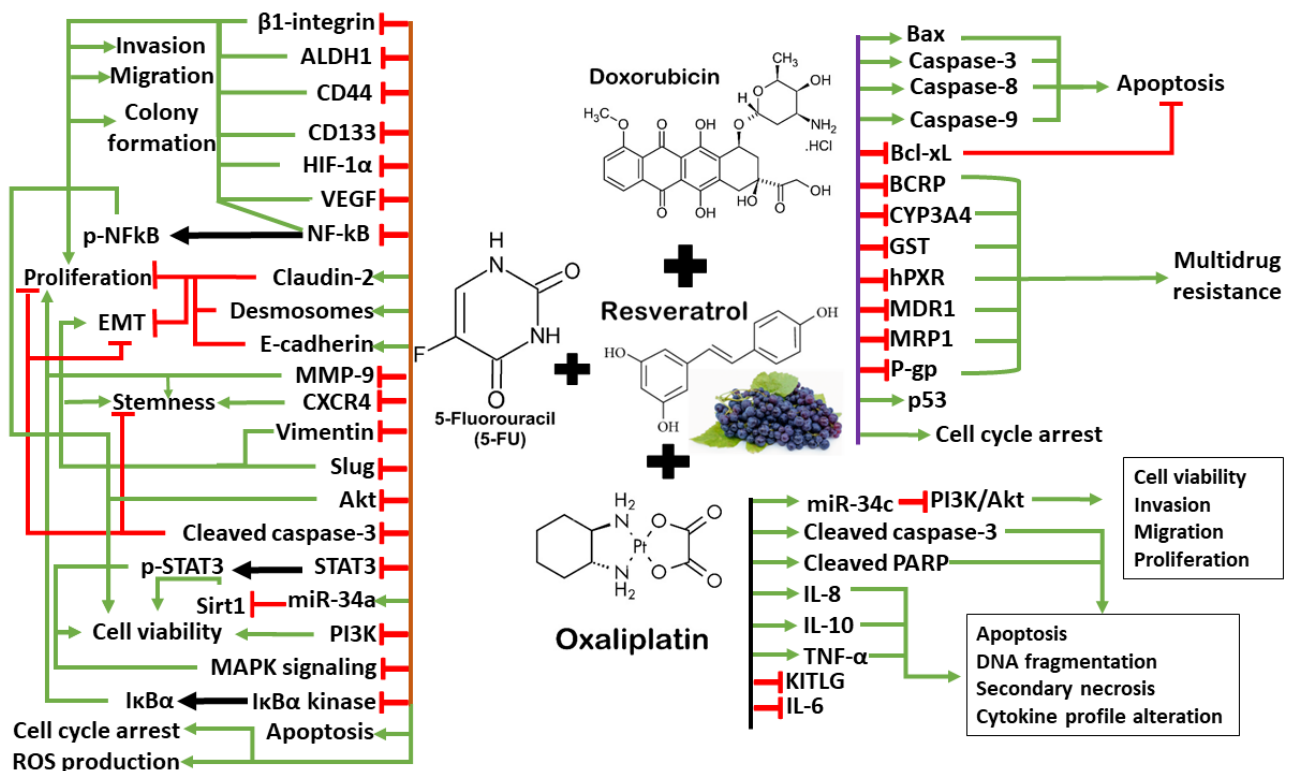 β1-integrin
Invasion
ALDH1
Migration
CD44
Colony
formation
CD133
HIF-1α
VEGF
p-NFkB
NF-kB
Proliferation
Claudin-2
Desmosomes
EMT
E-cadherin
MMP-9
Stemness
CXCR4
Vimentin
Slug
Akt
Cleaved caspase-3
p-STAT3
STAT3
Sirt1
miR-34a
Cell viability
PI3K
MAPK signaling
IκBα
IκBα kinase
Cell cycle arrest
Apoptosis
ROS production
H
N
O
NH
F
O
5-Fluorouracil
(5-FU)
Doxorubicin
CH₃
OH
O
H
NH₂
.HCl
H₃C
O
O
OH
O
H
OH
O
OH
HO
O
Resveratrol
OH
HO
OH
H₂
N
O
O
Pt
N
H₂
O
O
Oxaliplatin
Bax
Caspase-3
Caspase-8
Apoptosis
Caspase-9
Bcl-xL
BCRP
CYP3A4
GST
hPXR
Multidrug
resistance
MDR1
MRP1
P-gp
p53
Cell cycle arrest
miR-34c
PI3K/Akt
Cell viability
Invasion
Migration
Proliferation
Cleaved caspase-3
Cleaved PARP
IL-8
IL-10
TNF-α
KITLG
IL-6
Apoptosis
DNA fragmentation
Secondary necrosis
Cytokine profile alteration